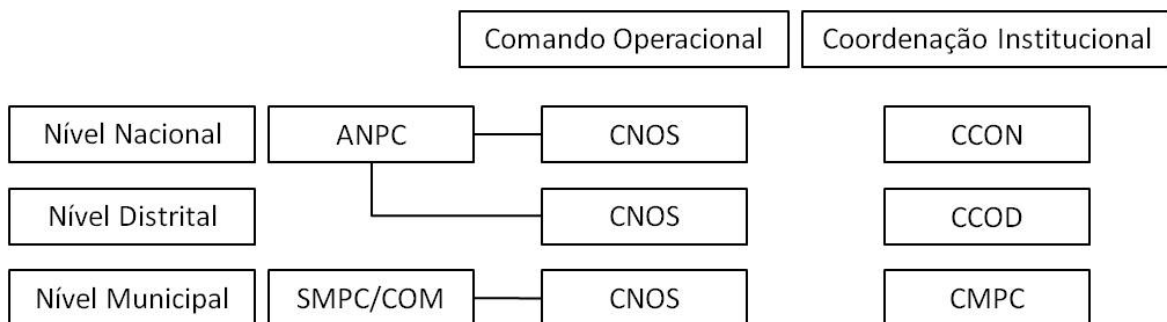 Comando Operacional
Coordenação Institucional
Nível Nacional
ANPC
CNOS
CCON
Nível Distrital
CNOS
CCOD
Nível Municipal
SMPC/COM
CNOS
CMPC